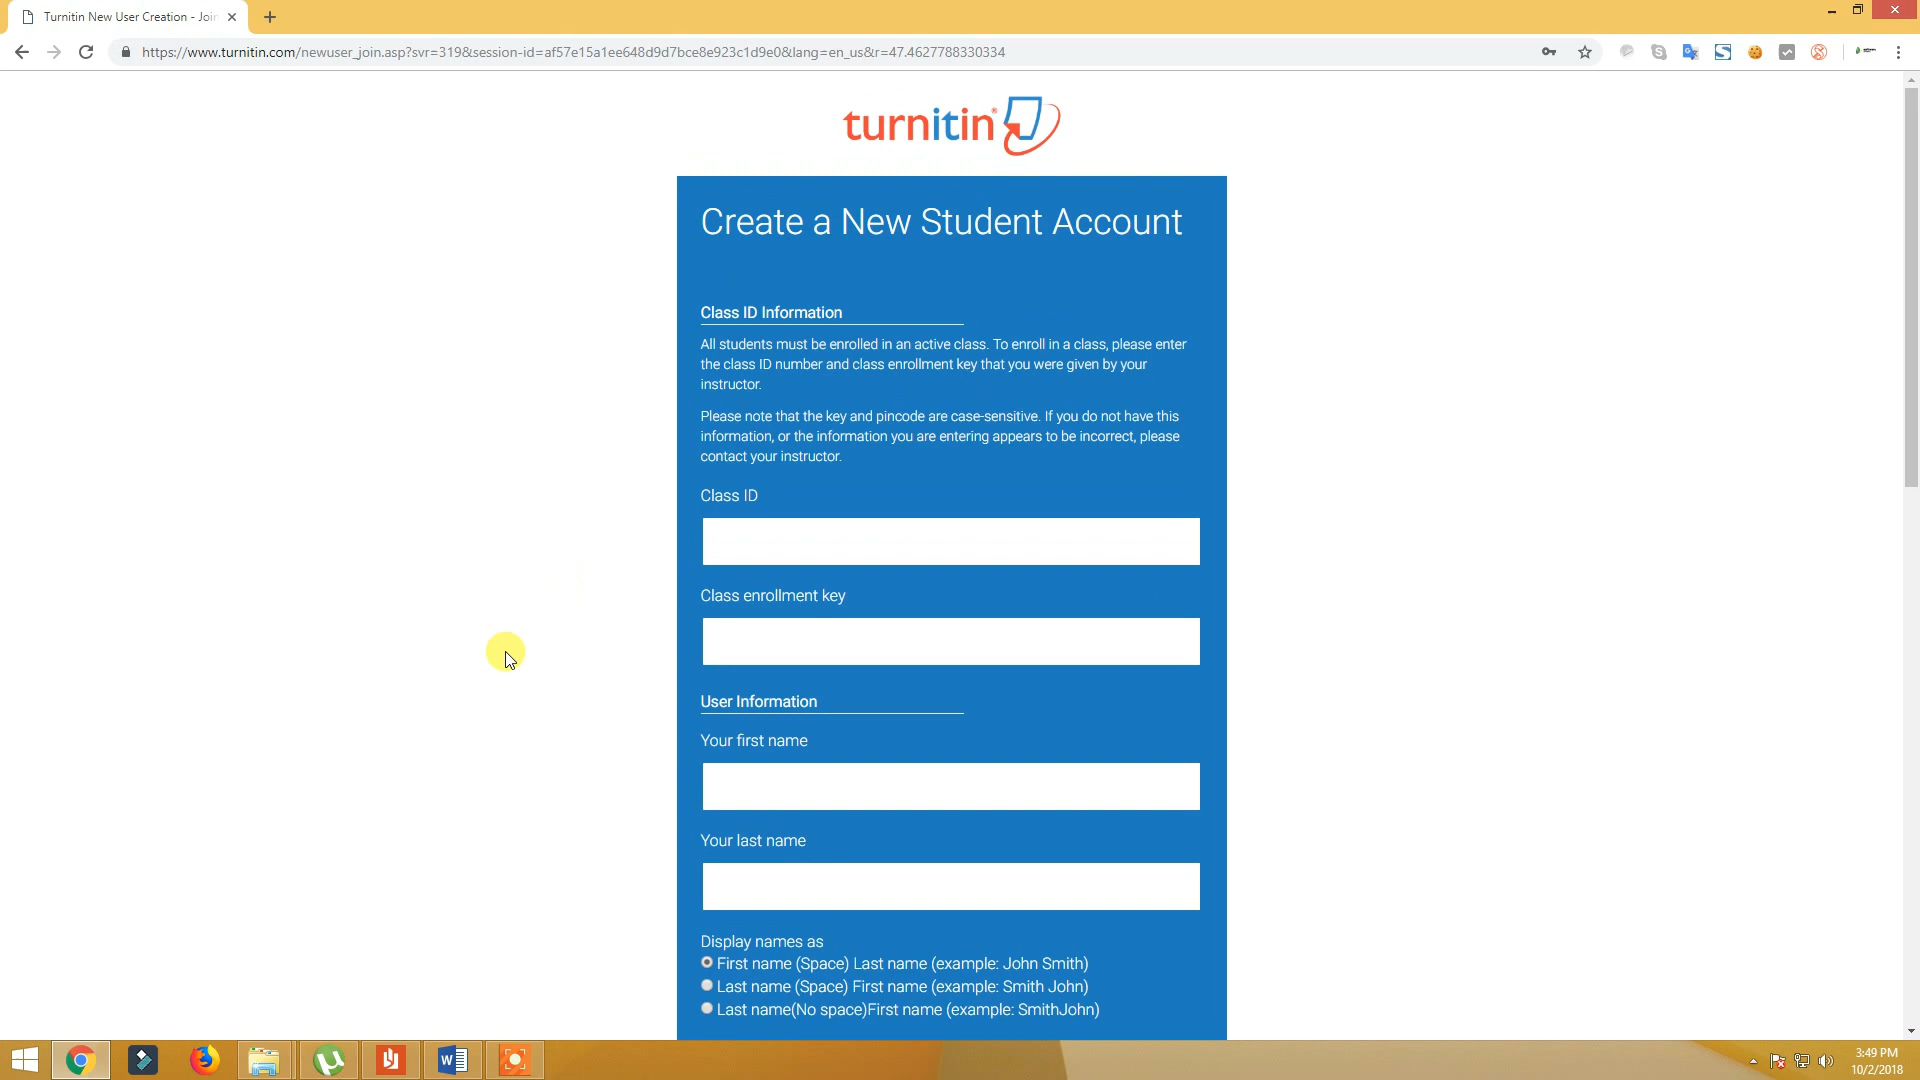 Turnitin New User Creation - Join
https://www.turnitin.com/newuser_join.asp?svr=319&session-id=af57e15a1ee648d9d7bce8e923c1d9e0&lang=en_us&r=47.4627788330334
turnitin
Create a New Student Account
Class ID Information
All students must be enrolled in an active class. To enroll in a class, please enter
the class ID number and class enrollment key that you were given by your
instructor.
Please note that the key and pincode are case-sensitive. If you do not have this
information, or the information you are entering appears to be incorrect, please
contact your instructor.
Class ID
Class enrollment key
User Information
Your first name
Your last name
Display names as
First name (Space) Last name (example: John Smith)
Last name (Space) First name (example: Smith John)
Last name(No space)First name (example: SmithJohn)
3:49 PM
10/2/2018